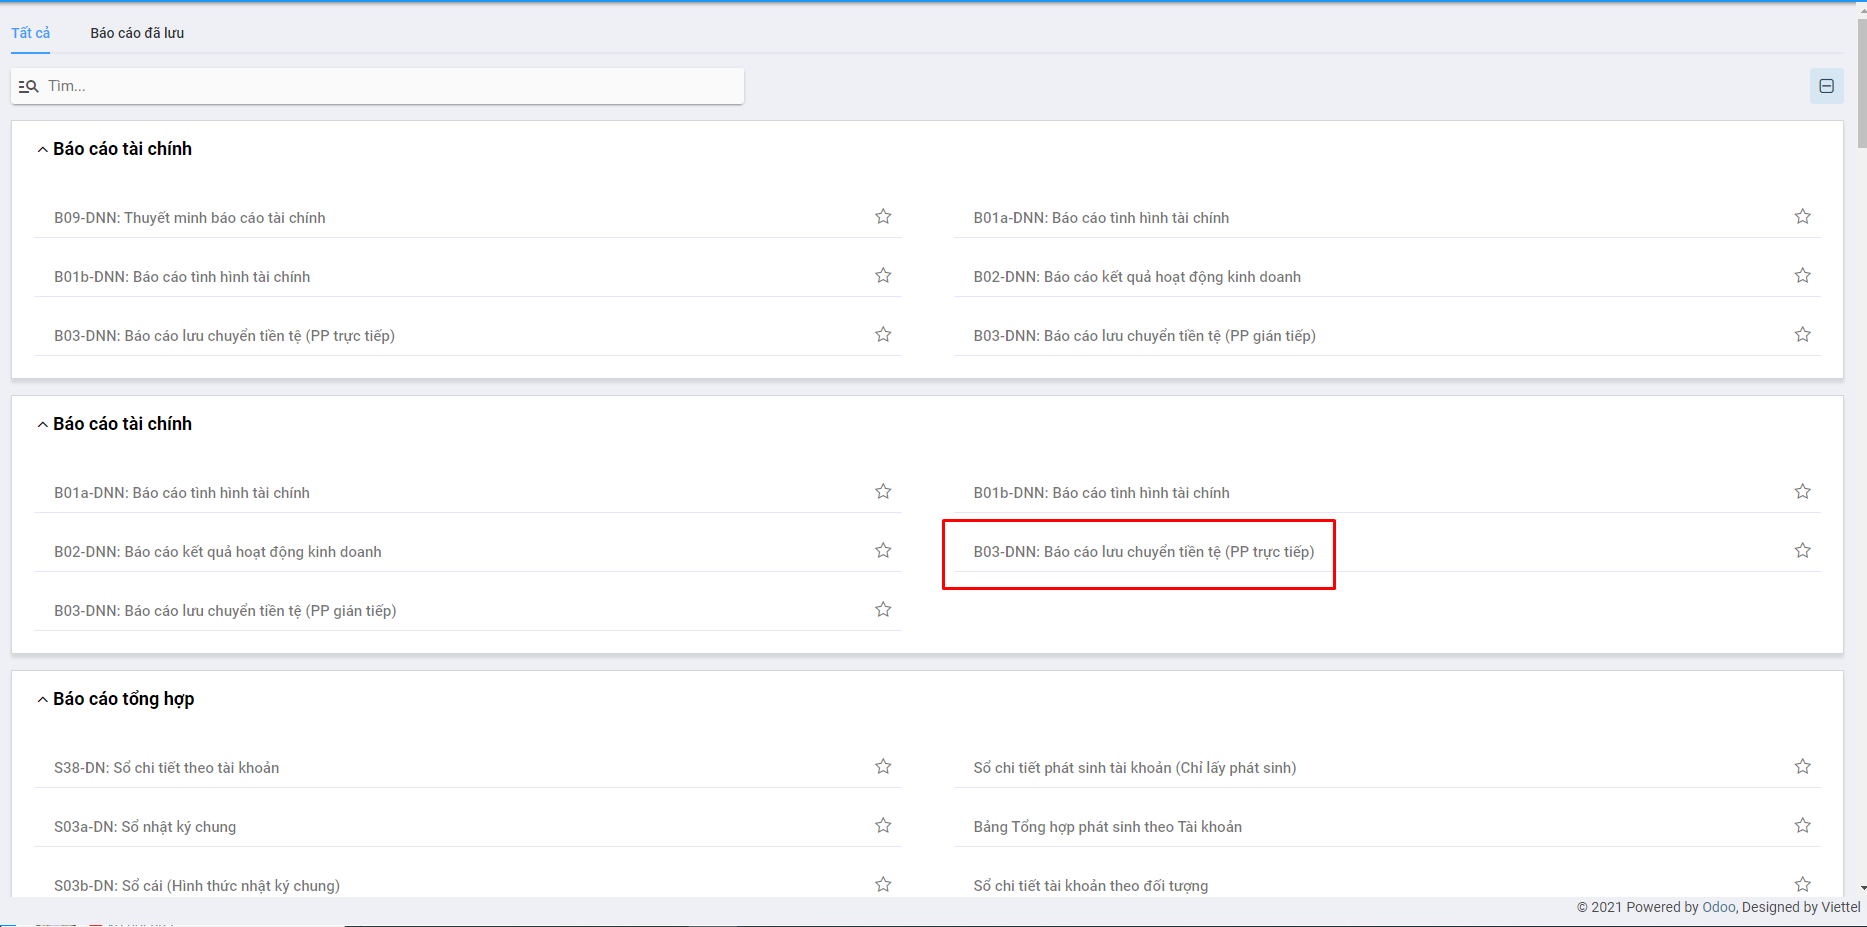 Tất cả
Báo cáo đã lưu
Tìm...
Báo cáo tài chính
B09-DNN: Thuyết minh báo cáo tài chính
B01a-DNN: Báo cáo tình hình tài chính
B01b-DNN: Báo cáo tình hình tài chính
B02-DNN: Báo cáo kết quả hoạt động kinh doanh
B03-DNN: Báo cáo lưu chuyển tiền tệ (PP trực tiếp)
B03-DNN: Báo cáo lưu chuyển tiền tệ (PP gián tiếp)
Báo cáo tài chính
B01a-DNN: Báo cáo tình hình tài chính
B01b-DNN: Báo cáo tình hình tài chính
B02-DNN: Báo cáo kết quả hoạt động kinh doanh
B03-DNN: Báo cáo lưu chuyển tiền tệ (PP trực tiếp)
B03-DNN: Báo cáo lưu chuyển tiền tệ (PP gián tiếp)
Báo cáo tổng hợp
S38-DN: Sổ chi tiết theo tài khoản
Sổ chi tiết phát sinh tài khoản (Chỉ lấy phát sinh)
S03a-DN: Sổ nhật ký chung
Bảng Tổng hợp phát sinh theo Tài khoản
S03b-DN: Sổ cái (Hình thức nhật ký chung)
Sổ chi tiết tài khoản theo đối tượng
© 2021 Powered by Odoo, Designed by Viettel